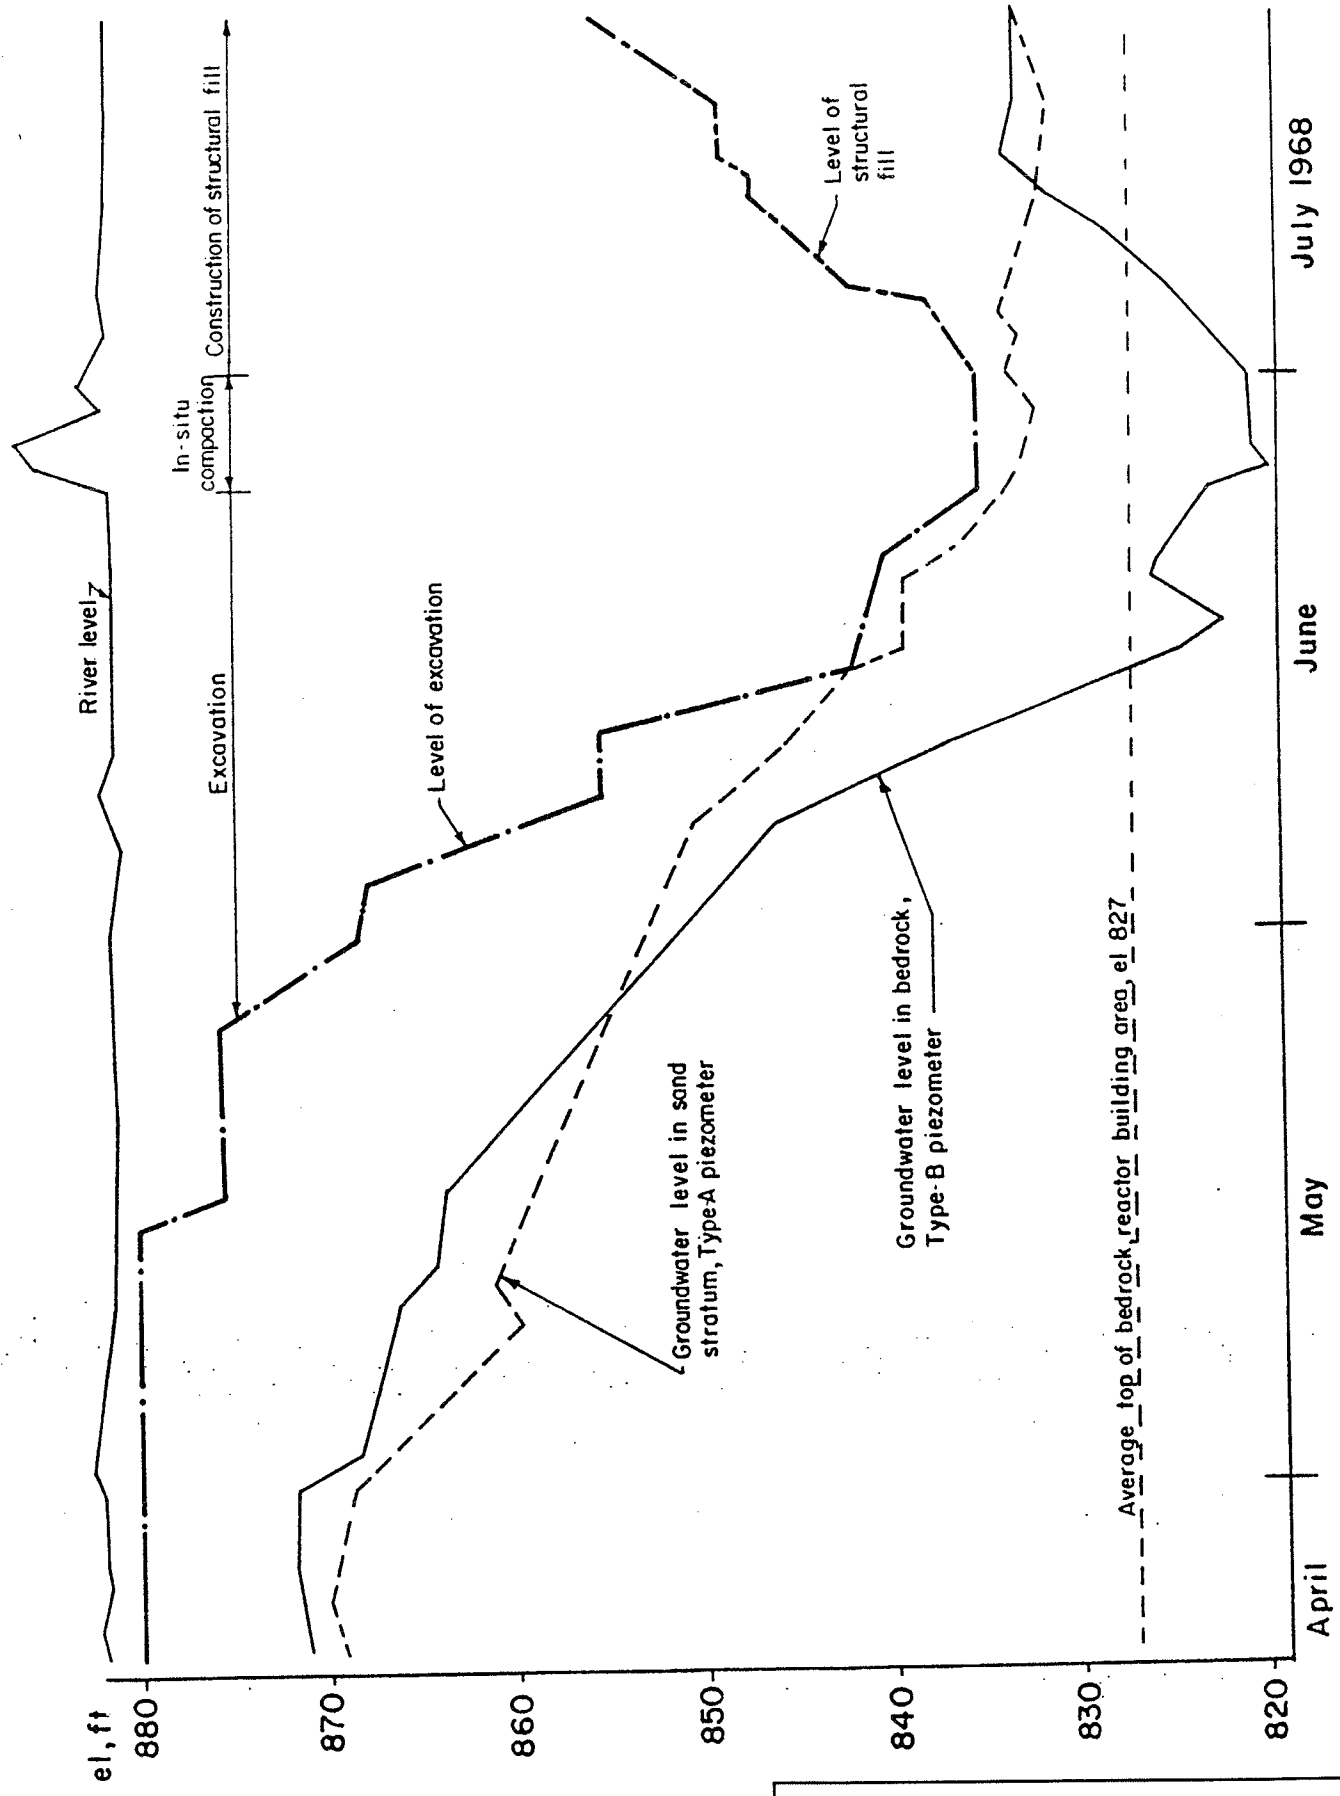 el, ft
880
870
860
850
840
830
820
River level
Excavation
In-situ
compaction
Construction of structural fill
Level of excavation
Level of
structural
fill
Groundwater level in sand
stratum, Type-A piezometer
Groundwater level in bedrock,
Type-B piezometer
Average top of bedrock, reactor building area, el 827
April
May
June
July 1968